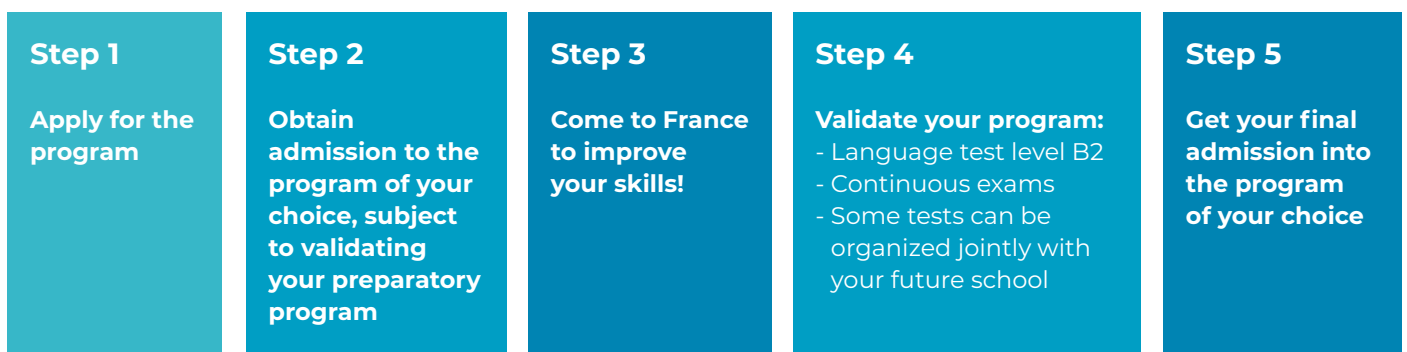 Step 1
Apply for the
program
Step 2
Obtain
admission to the
program of your
choice, subject
to validating
your preparatory
program
Step 3
Come to France
to improve
your skills!
Step 4
Validate your program:
- Language test level B2
- Continuous exams
- Some tests can be
organized jointly with
your future school
Step 5
Get your final
admission into
the program
of your choice